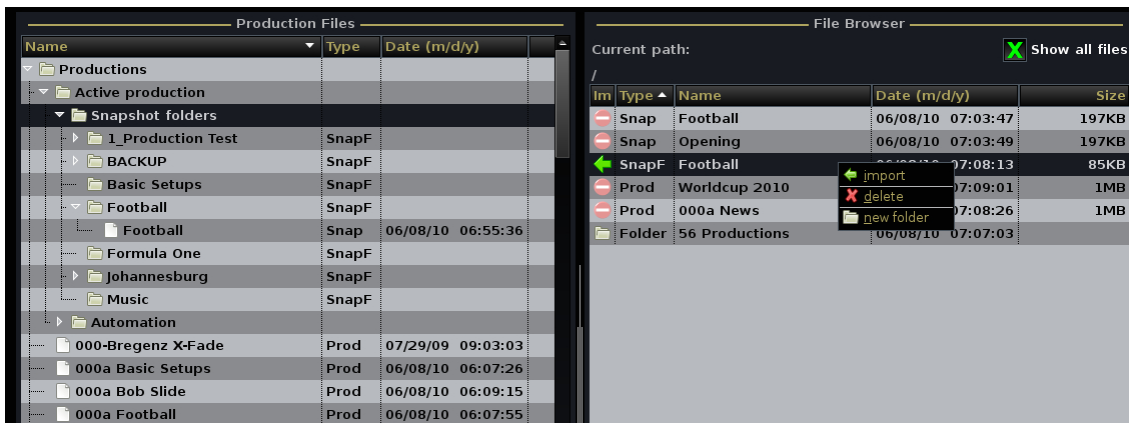 Production Files
Name Type Date (m/d/y)
Productions
Active production
Snapshot folders
1_Production Test SnapF
BACKUP SnapF
Basic Setups SnapF
Football SnapF
Football Snap 06/08/10 06:55:36
Formula One SnapF
Johannesburg SnapF
Music SnapF
Automation
000-Bregenz X-Fade Prod 07/29/09 09:03:03
000a Basic Setups Prod 06/08/10 06:07:26
000a Bob Slide Prod 06/08/10 06:09:15
000a Football Prod 06/08/10 06:07:55
File Browser
Current path: X Show all files
/
Im Type Name Date (m/d/y) Size
Snap Football 06/08/10 07:03:47 197KB
Snap Opening 06/08/10 07:03:49 197KB
SnapF Football 07:08:13 85KB
Prod Worldcup 2010 07:09:01 1MB
Prod 000a News 07:08:26 1MB
Folder 56 Productions 06/08/10 07:07:03
import
delete
new folder